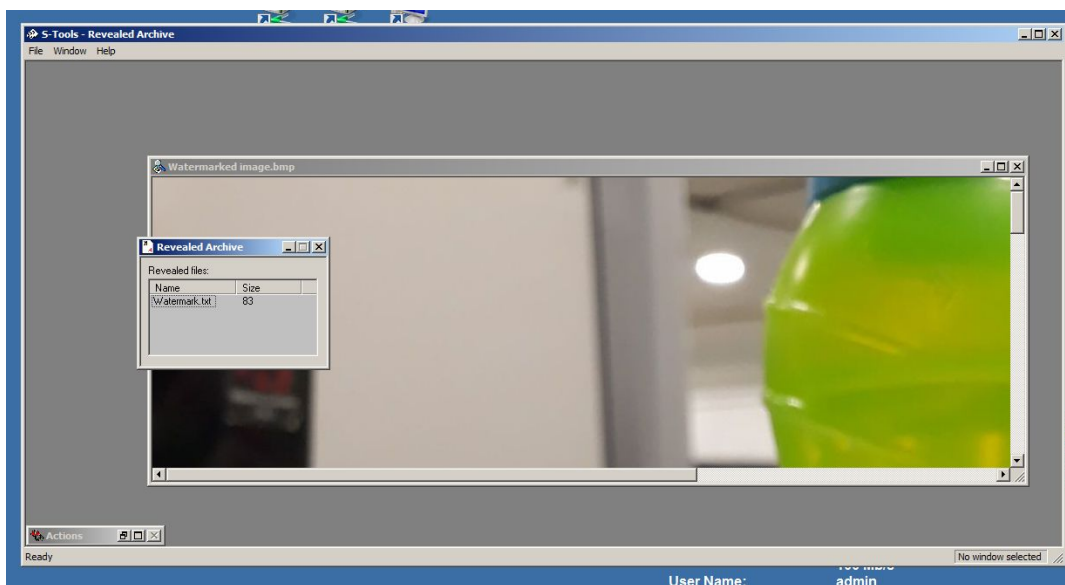 S-Tools - Revealed Archive
File Window Help
Watermarked image.bmp
Revealed Archive
Revealed files:
Name Size
Watermark.txt 83
Actions
Ready
No window selected
User Name: admin